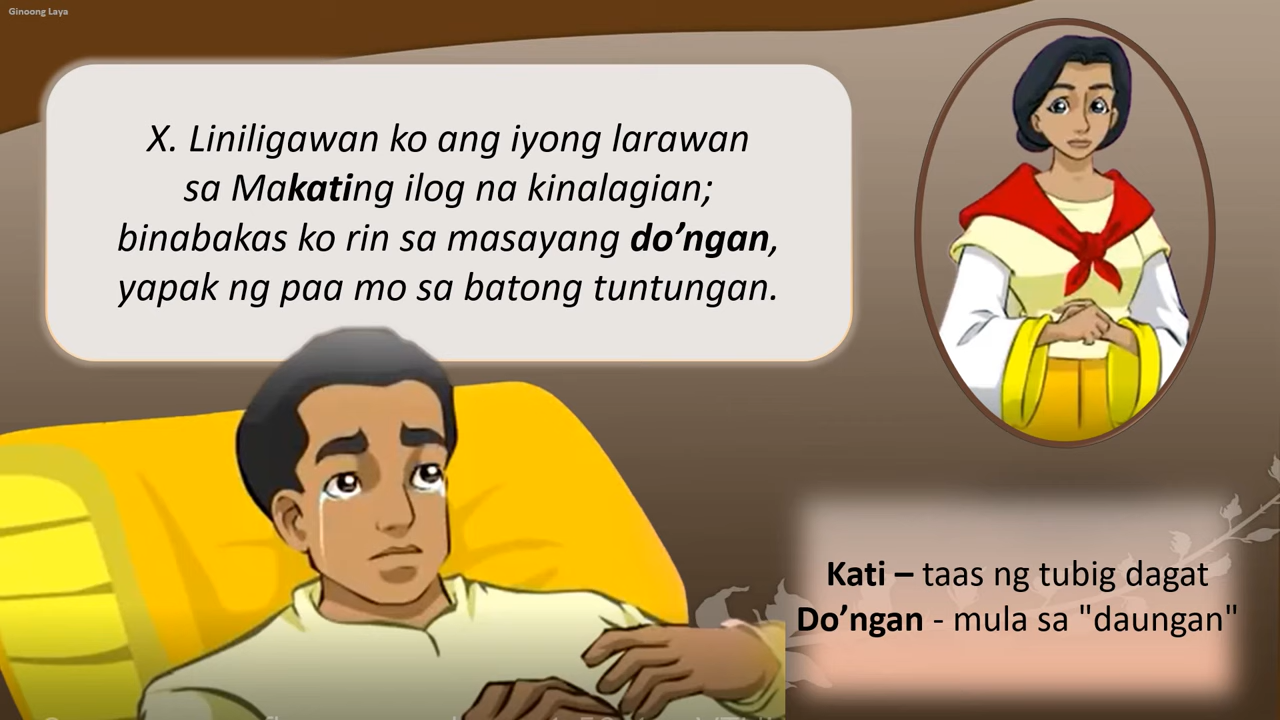 Ginoong Laya
X. Liniligawan ko ang iyong larawan
sa Makating ilog na kinalagian;
binabakas ko rin sa masayang do’ngan,
yapak ng paa mo sa batong tuntungan.
Kati – taas ng tubig dagat
Do’ngan - mula sa "daungan"